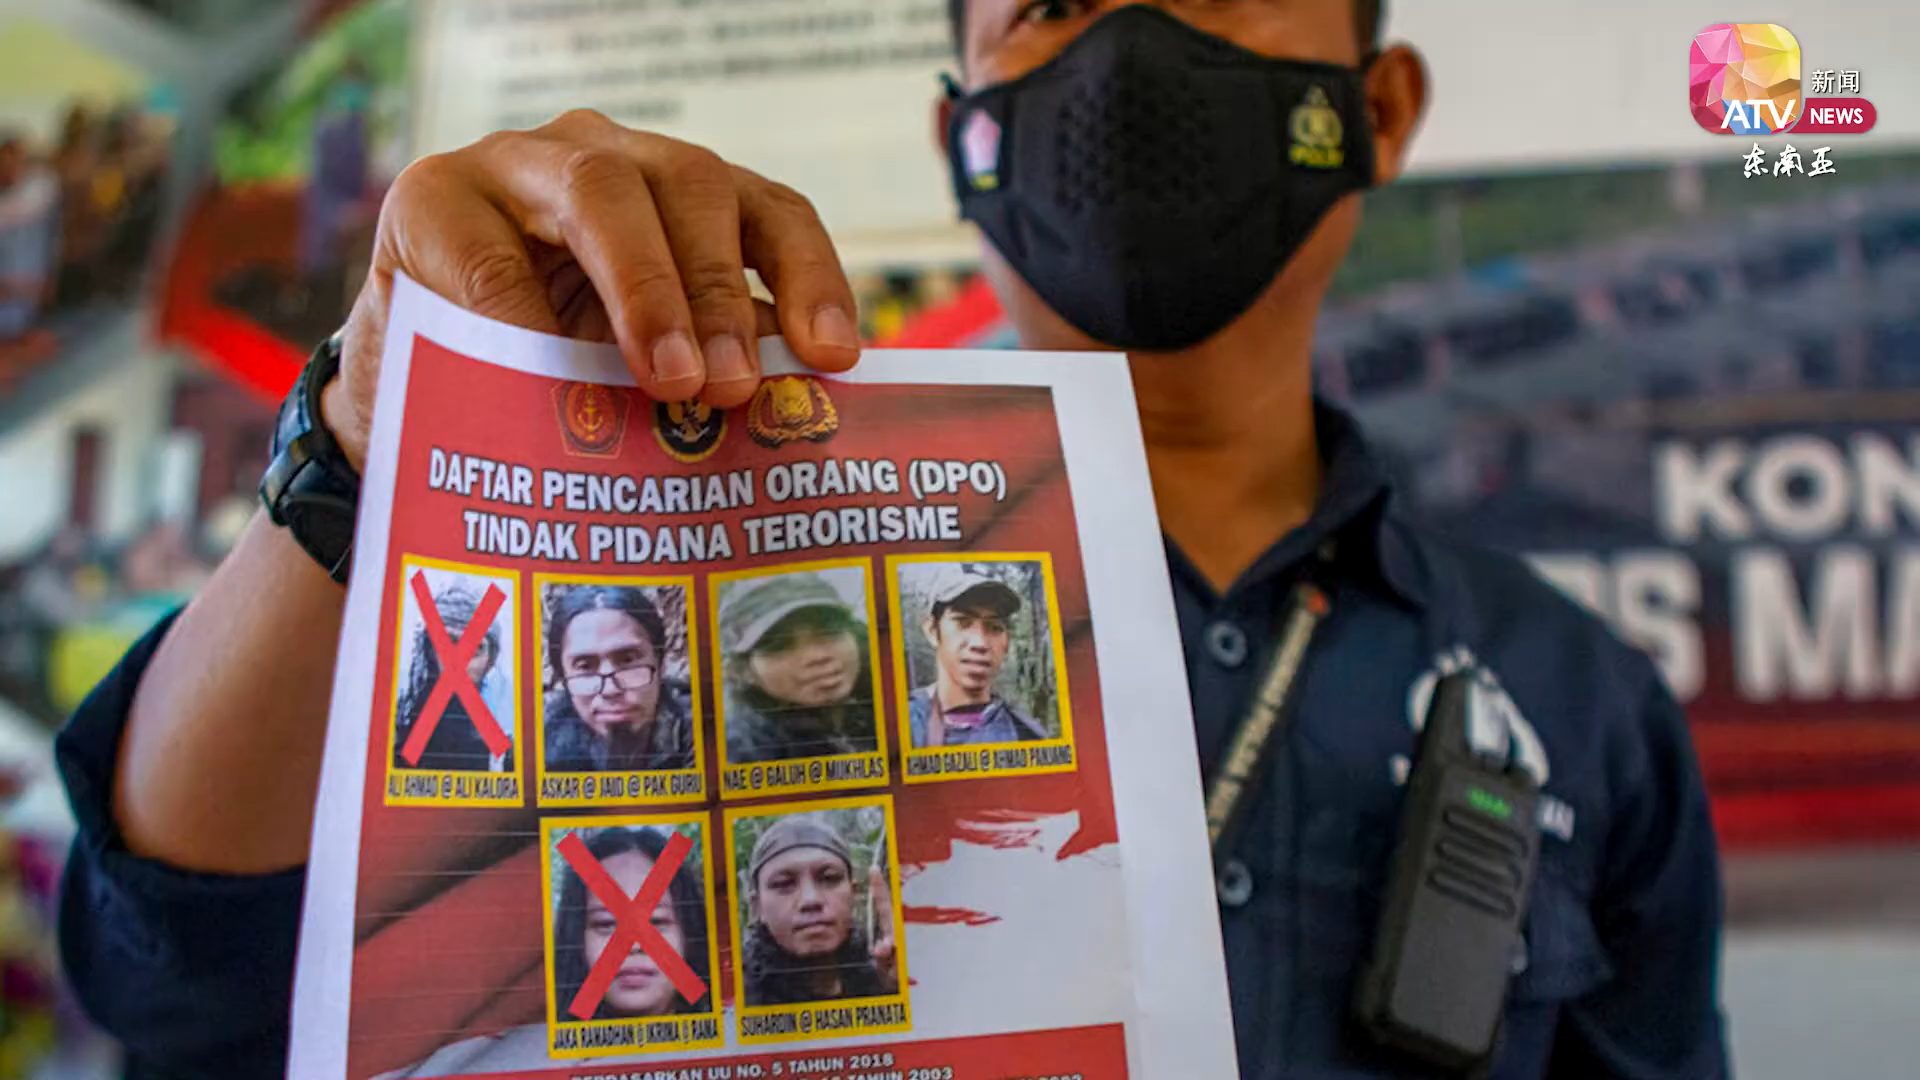 新闻
ATV NEWS
东南亚
POLRI
DAFTAR PENCARIAN ORANG (DPO)
TINDAK PIDANA TERORISME
ALI AHMAD @ ALI KALORA
ASKAR @ JAID @ PAK GURU
NAE @ GALUH @ MUKHLAS
AHMAD GAZALI @ AHMAD PANJANG
JAKA RAMADHAN @ IKRIMA @ RAMA
SUHARDIN @ HASAN PRANATA
BERDASARKAN UU NO. 5 TAHUN 2018
TAHUN 2003
KON
S MA